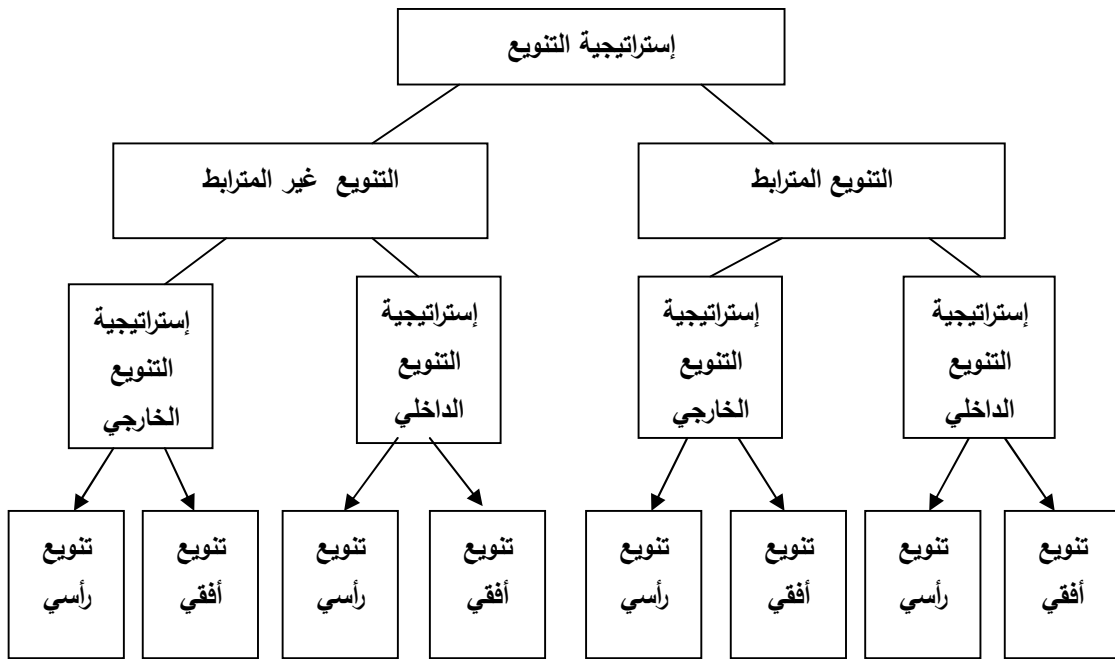 إستراتيجية التنويع
التنويع المترابط
التنويع غير المترابط
إستراتيجية
التنويع
الداخلي
إستراتيجية
التنويع
الخارجي
إستراتيجية
التنويع
الداخلي
إستراتيجية
التنويع
الخارجي
تنويع
أفقي
تنويع
رأسي
تنويع
أفقي
تنويع
رأسي
تنويع
أفقي
تنويع
رأسي
تنويع
أفقي
تنويع
رأسي